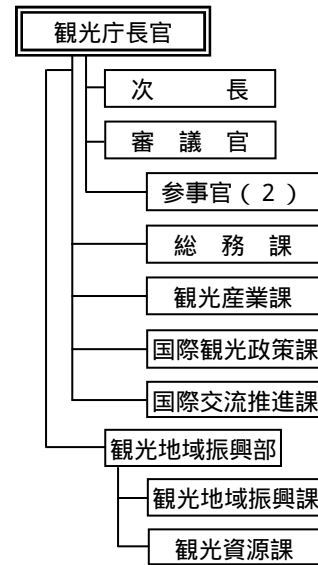 観光庁長官
次 長
審 議 官
参事官(2)
総 務 課
観光産業課
国際観光政策課
国際交流推進課
観光地域振興部
観光地域振興課
観光資源課